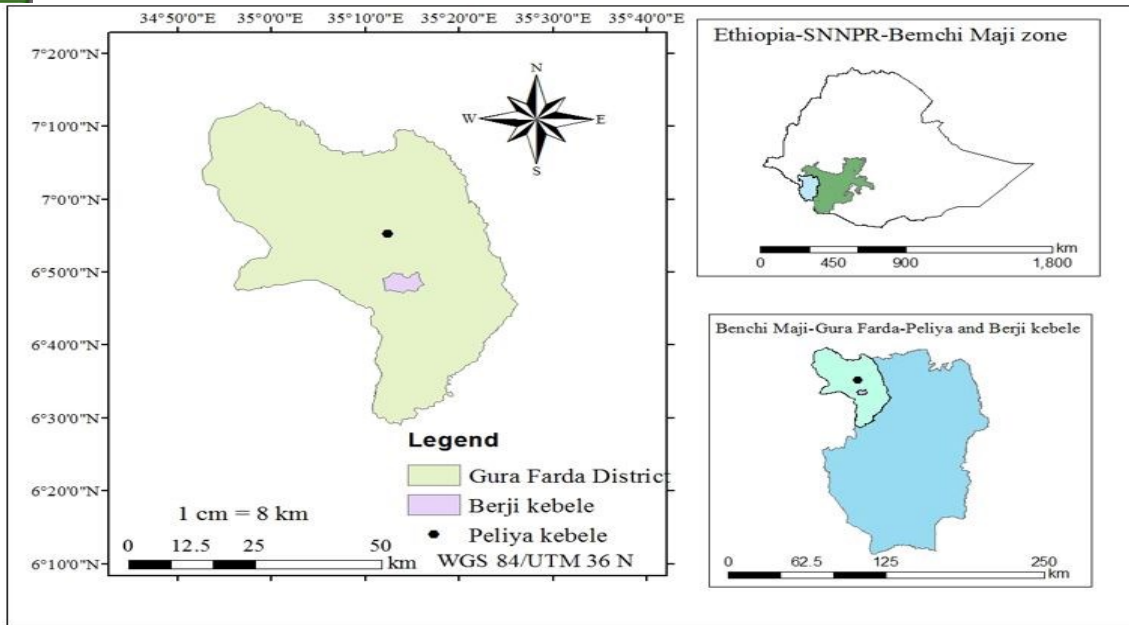 34°50'0"E 35°0'0"E 35°10'0"E 35°20'0"E 35°30'0"E 35°40'0"E
7°20'0"N
7°10'0"N
7°0'0"N
6°50'0"N
6°40'0"N
6°30'0"N
6°20'0"N
6°10'0"N
N
W E
S
Legend
Gura Farda District
Berji kebele
Peliya kebele
1 cm = 8 km
0 12.5 25 50
km
WGS 84/UTM 36 N
Ethiopia-SNNPR-Bemchi Maji zone
km
0 450 900 1,800
Benchi Maji-Gura Farda-Peliya and Berji kebele
0 62.5 125 250
km